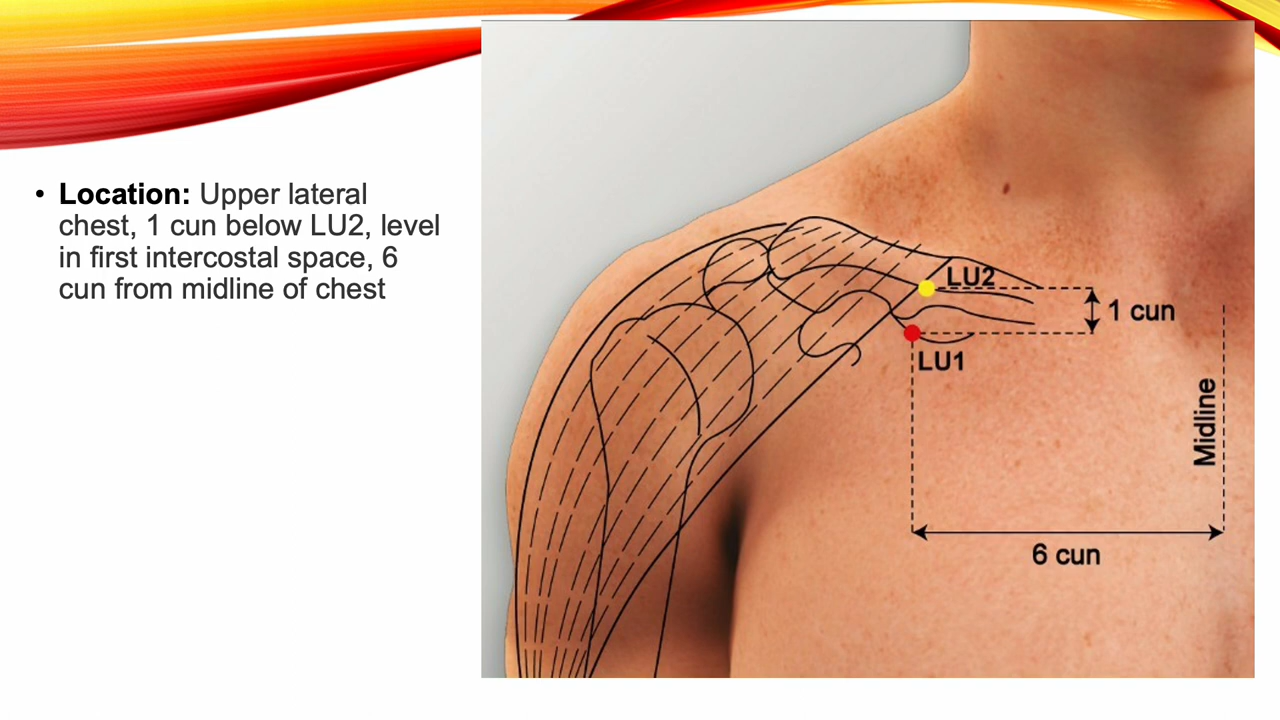 • Location: Upper lateral
chest, 1 cun below LU2, level
in first intercostal space, 6
cun from midline of chest
LU2
1 cun
LU1
Midline
6 cun